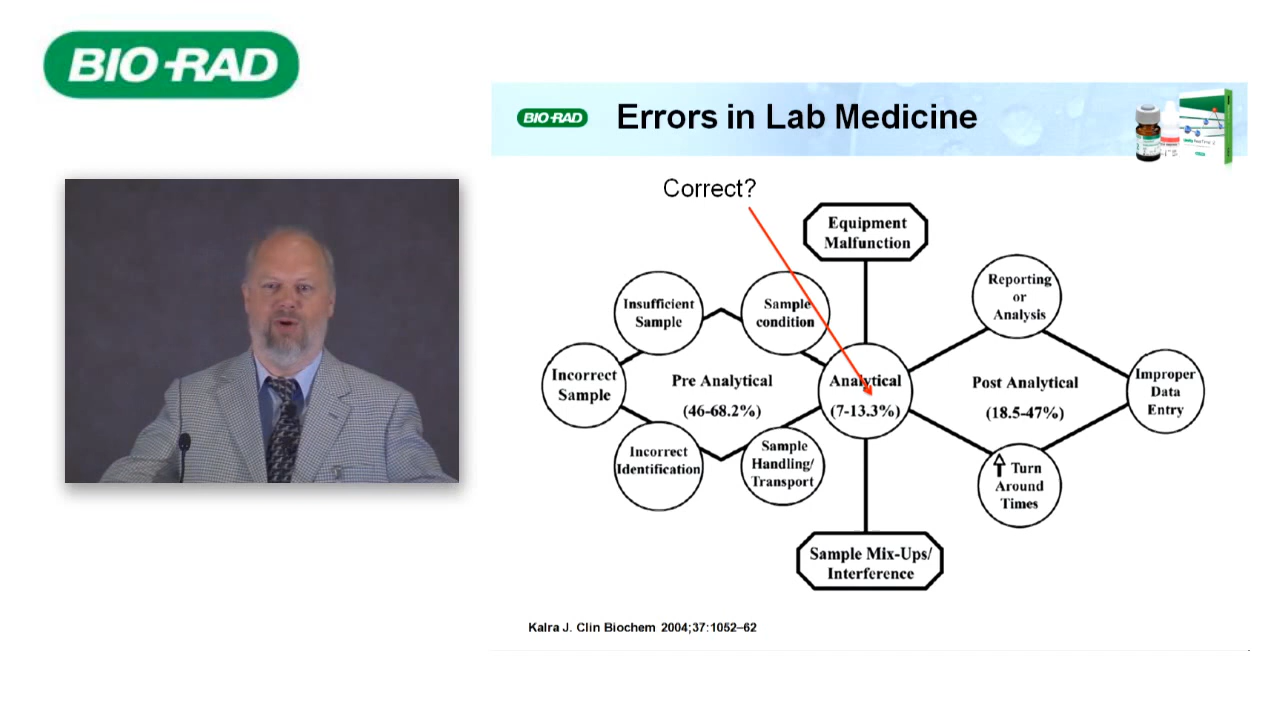 BIO-RAD
BIO-RAD
Errors in Lab Medicine
Correct?
Equipment
Malfunction
Insufficient
Sample
Sample
condition
Reporting
or
Analysis
Incorrect
Sample
Pre Analytical
(46-68.2%)
Analytical
(7-13.3%)
Post Analytical
(18.5-47%)
Improper
Data
Entry
Incorrect
Identification
Sample
Handling/
Transport
Turn
Around
Times
Sample Mix-Ups/
Interference
Kalra J. Clin Biochem 2004;37:1052–62